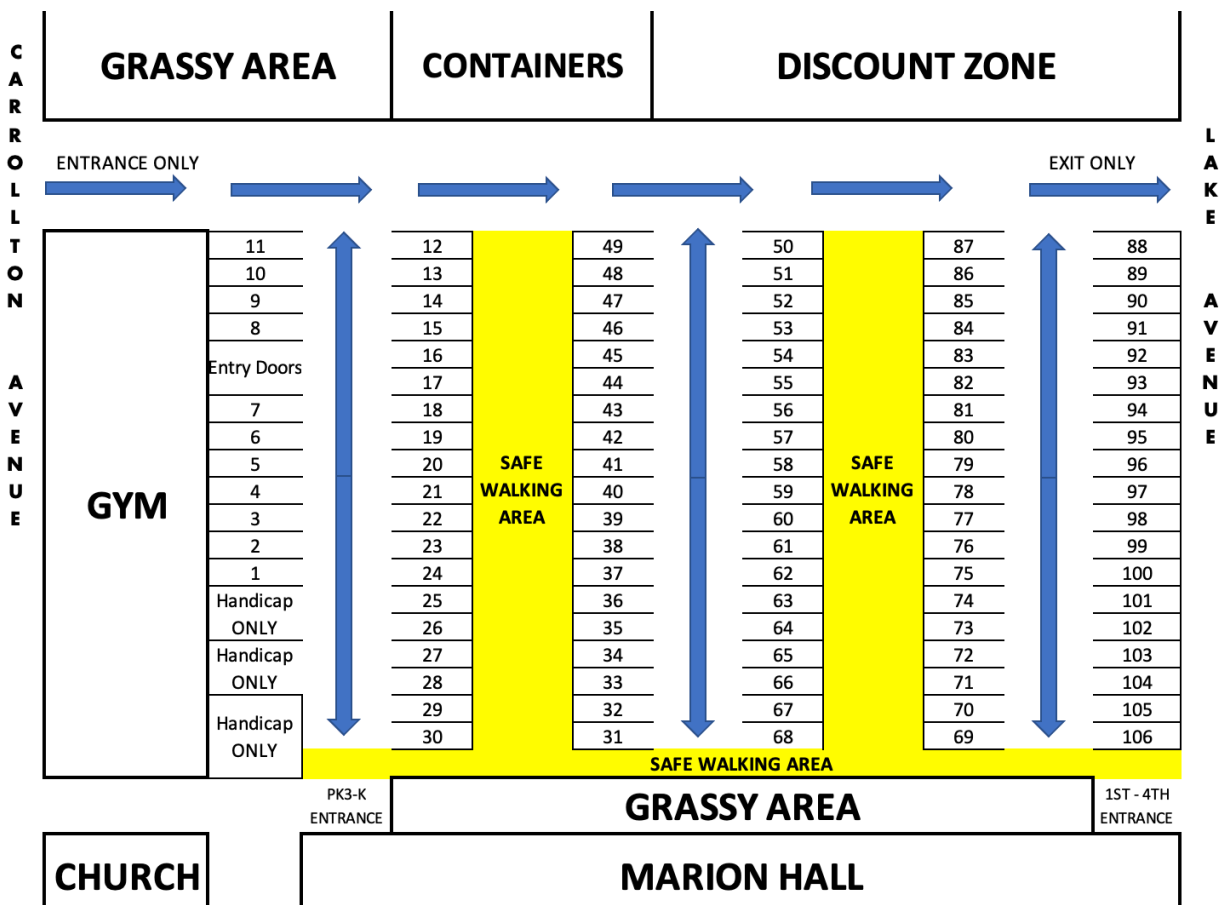 CARROLLTON AVENUE
GRASSY AREA
CONTAINERS
DISCOUNT ZONE
LAKE AVENUE
ENTRANCE ONLY
EXIT ONLY
11 12 49 50 87 88
10 13 48 51 86 89
9 14 47 52 85 90
8 15 46 53 84 91
16 45 54 83 92
Entry Doors
17 44 55 82 93
7 18 43 56 81 94
6 19 42 57 80 95
5 20 SAFE 41 58 SAFE 79 96
4 21 WALKING 40 59 WALKING 78 97
GYM
3 22 AREA 39 60 AREA 77 98
2 23 38 61 76 99
1 24 37 62 75 100
Handicap 25 36 63 74 101
ONLY 26 35 64 73 102
Handicap 27 34 65 72 103
ONLY 28 33 66 71 104
Handicap 29 32 67 70 105
ONLY 30 31 68 69 106
SAFE WALKING AREA
PK3-K
ENTRANCE
GRASSY AREA
1ST - 4TH
ENTRANCE
CHURCH
MARION HALL